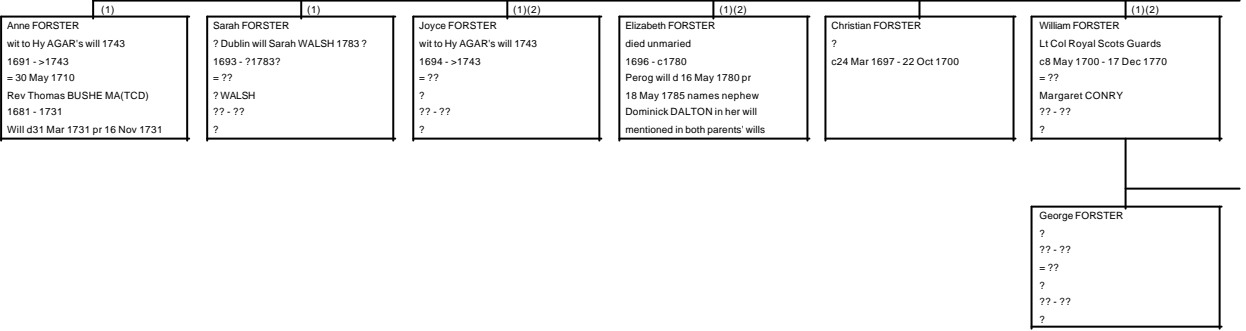 (1)
(1)
(1)(2)
(1)(2)
(1)(2)
Anne FORSTER
wit to Hy AGAR's will 1743
1691 - >1743
= 30 May 1710
Rev Thomas BUSHE MA(TCD)
1681 - 1731
Will d31 Mar 1731 pr 16 Nov 1731
Sarah FORSTER
? Dublin will Sarah WALSH 1783 ?
1693 - ?1783?
= ??
? WALSH
?? - ??
?
Joyce FORSTER
wit to Hy AGAR's will 1743
1694 - >1743
= ??
?
?? - ??
?
Elizabeth FORSTER
died unmaried
1696 - c1780
Perog will d 16 May 1780 pr
18 May 1785 names nephew
Dominick DALTON in her will
mentioned in both parents' wills
Christian FORSTER
?
c24 Mar 1697 - 22 Oct 1700
William FORSTER
Lt Col Royal Scots Guards
c8 May 1700 - 17 Dec 1770
= ??
Margaret CONRY
?? - ??
?
George FORSTER
?
?? - ??
= ??
?
?? - ??
?